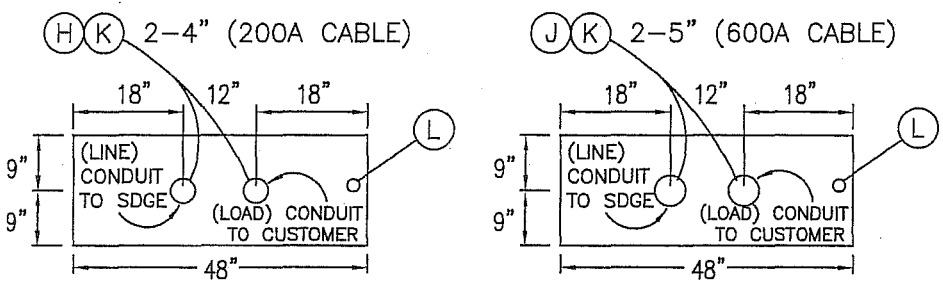 H K 2-4" (200A CABLE)
18" 12" 18"
L
9"
9"
(LINE)
CONDUIT
TO SDGE
(LOAD) CONDUIT
TO CUSTOMER
48"
J K 2-5" (600A CABLE)
18" 12" 18"
L
9"
9"
(LINE)
CONDUIT
TO SDGE
(LOAD) CONDUIT
TO CUSTOMER
48"